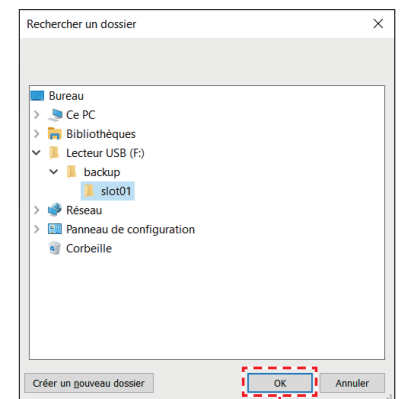 Rechercher un dossier
Bureau
Ce PC
Bibliothèques
Lecteur USB (F:)
backup
slot01
Réseau
Panneau de configuration
Corbeille
Créer un nouveau dossier
OK
Annuler